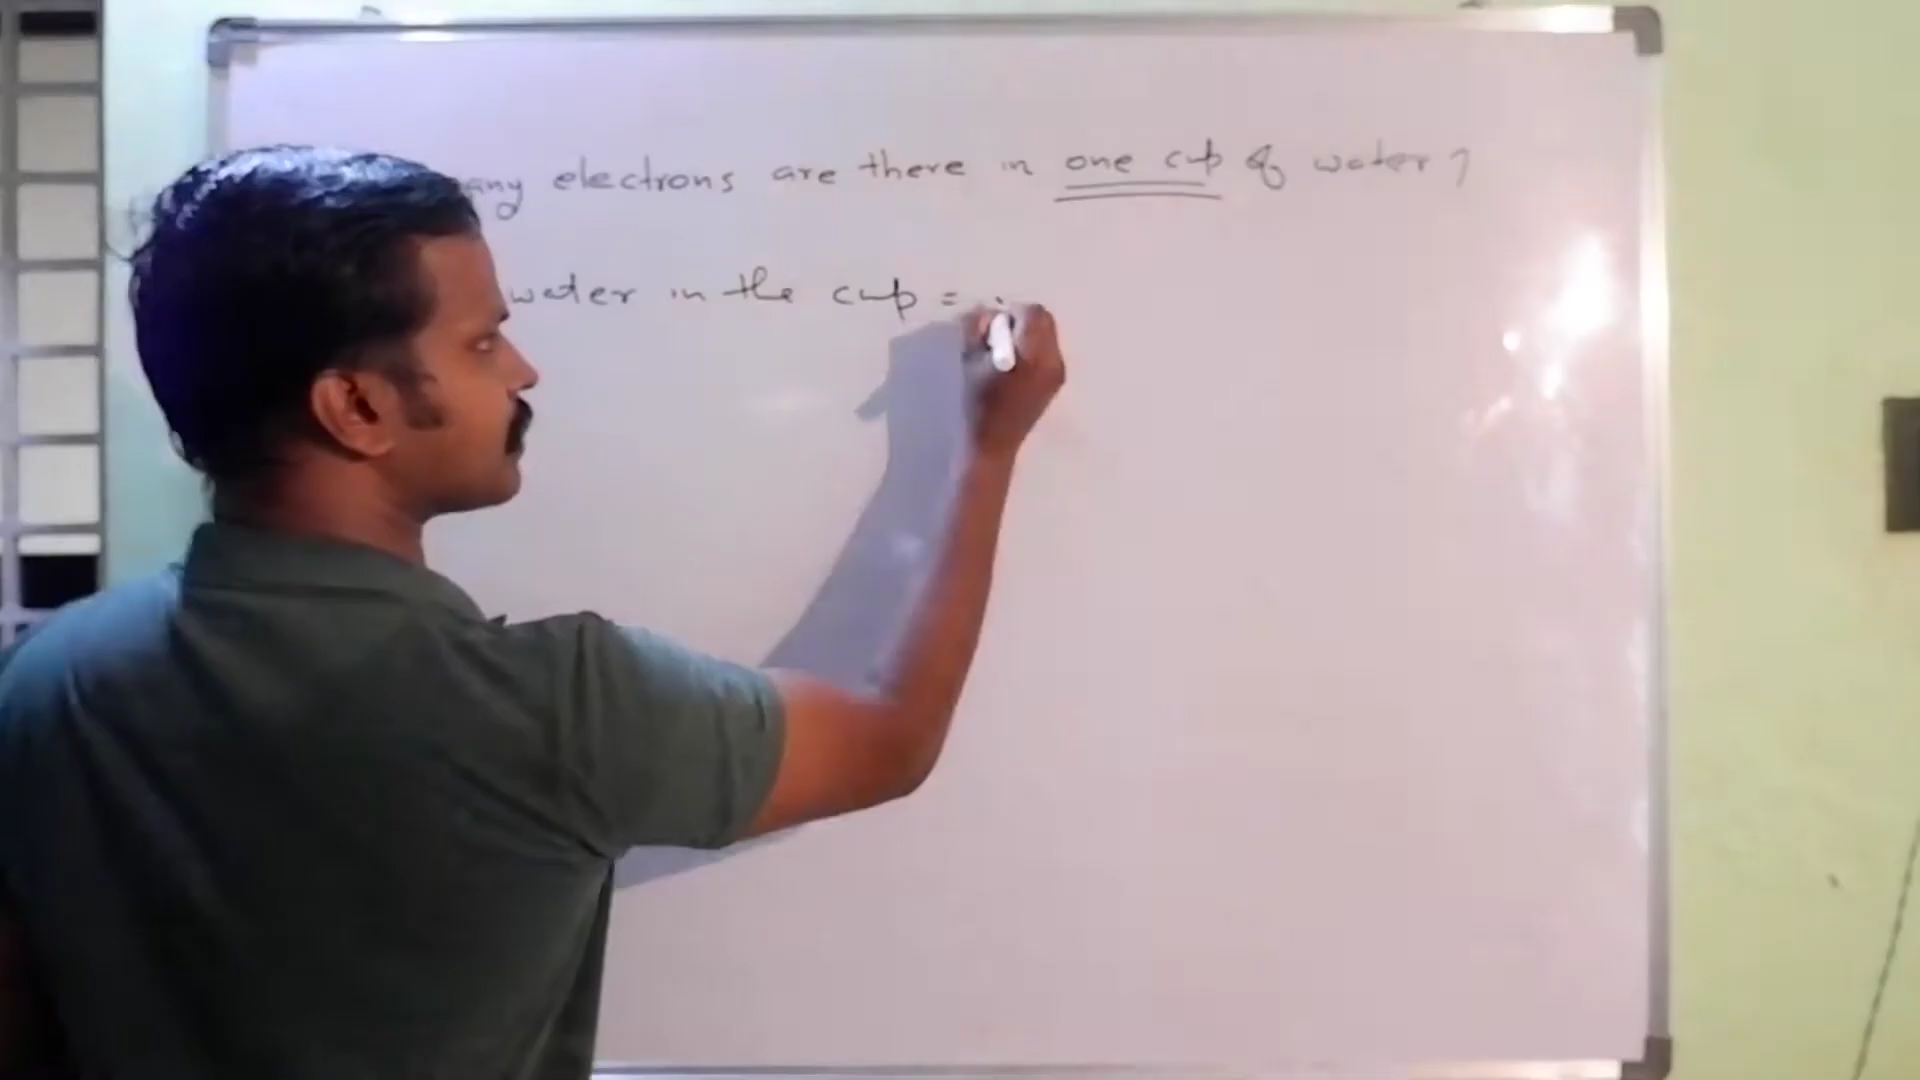 any electrons are there in one cup of water ?
water in the cup =